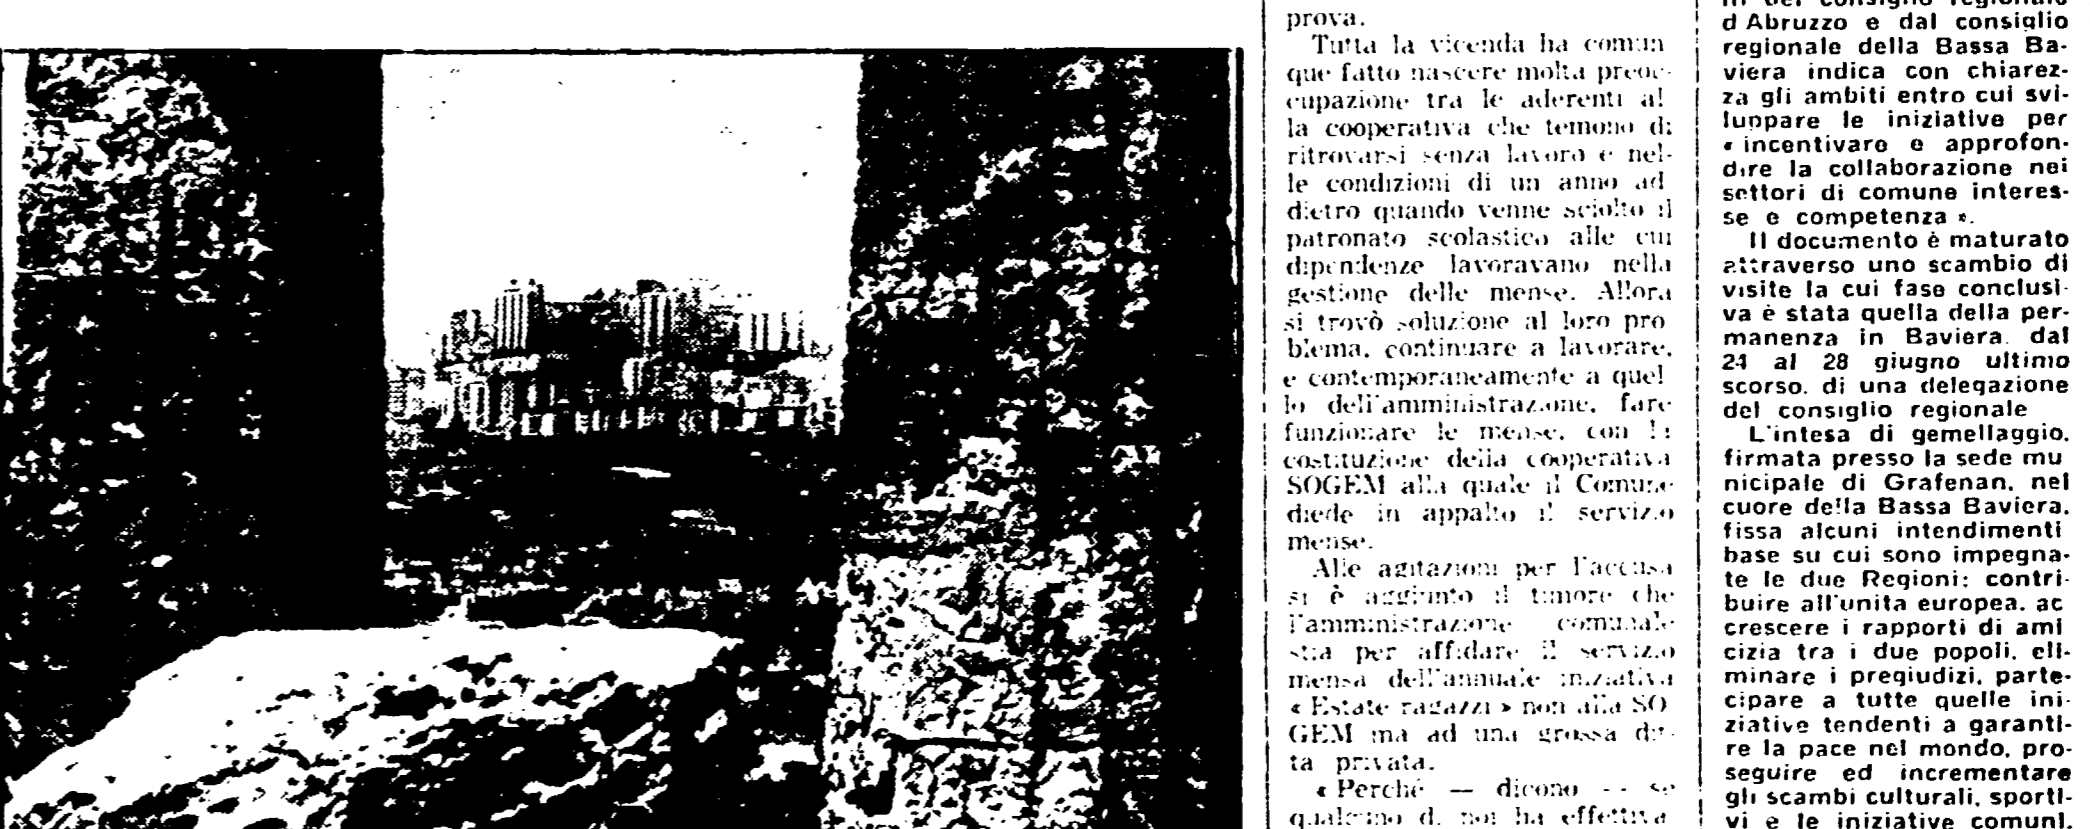 prova.
Tutta la vicenda ha comun
que fatto nascere molta preoc-
cupazione tra le aderenti al
la cooperativa che temono di
ritrovarsi senza lavoro e nel-
le condizioni di un anno ad
dietro quando venne sciolto il
patronato scolastico alle cui
dipendenze lavoravano nella
gestione delle mense. Allora
si trovò soluzione al loro pro
blema, continuare a lavorare,
e contemporaneamente a quel
lo dell'amministrazione, fare
funzionare le mense, con la
costituzione della cooperativa
SOGEM alla quale il Comune
diede in appalto il servizio
mense.
Alle agitazioni per l'accusa
si è aggiunto il timore che
l'amministrazione comunale
stia per affidare il servizio
mensa dell'annuale iniziativa
« Estate ragazzi » non alla SO
GEM ma ad una grossa dit-
ta privata.
« Perché — dicono -- se
qualcuno di noi ha effettiva
d'Abruzzo e dal consiglio
regionale della Bassa Ba-
viera indica con chiarez-
za gli ambiti entro cui svi-
luppare le iniziative per
« incentivare e approfon-
dire la collaborazione nei
settori di comune interes-
se e competenza ».
Il documento è maturato
attraverso uno scambio di
visite la cui fase conclusi-
va è stata quella della per-
manenza in Baviera. dal
24 al 28 giugno ultimo
scorso. di una delegazione
del consiglio regionale
L'intesa di gemellaggio,
firmata presso la sede mu
nicipale di Grafenan, nel
cuore della Bassa Baviera,
fissa alcuni intendimenti
base su cui sono impegna-
te le due Regioni: contri-
buire all'unita europea, ac
crescere i rapporti di ami
cizia tra i due popoli, eli-
minare i pregiudizi, parte-
cipare a tutte quelle ini-
ziative tendenti a garanti-
re la pace nel mondo, pro-
seguire ed incrementare
gli scambi culturali, sporti-
vi e le iniziative comuni,